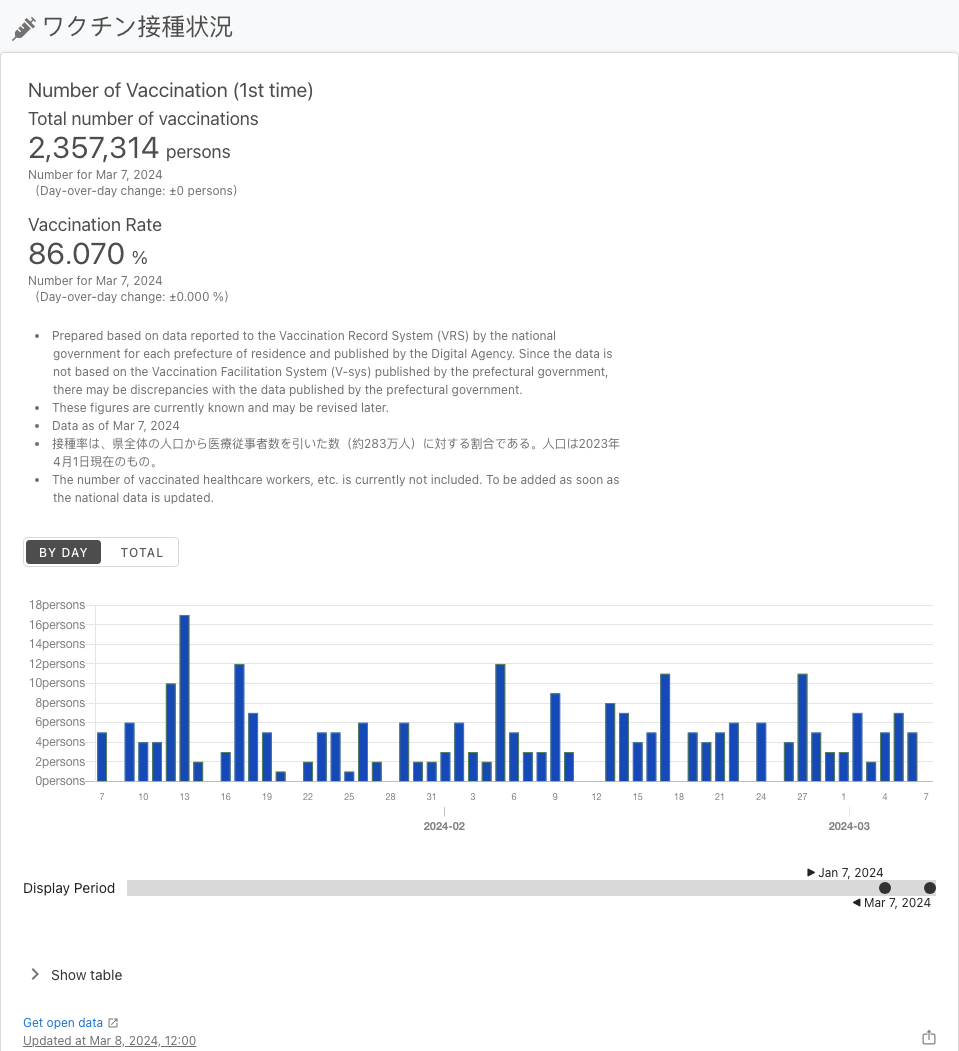 ワクチン接種状況
Number of Vaccination (1st time)
Total number of vaccinations
2,357,314 persons
Number for Mar 7, 2024
(Day-over-day change: ±0 persons)
Vaccination Rate
86.070 %
Number for Mar 7, 2024
(Day-over-day change: ±0.000 %)
• Prepared based on data reported to the Vaccination Record System (VRS) by the national
government for each prefecture of residence and published by the Digital Agency. Since the data is
not based on the Vaccination Facilitation System (V-sys) published by the prefectural government,
there may be discrepancies with the data published by the prefectural government.
• These figures are currently known and may be revised later.
• Data as of Mar 7, 2024
• 接種率は、県全体の人口から医療従事者数を引いた数（約283万人）に対する割合である。人口は2023年
4月1日現在のもの。
• The number of vaccinated healthcare workers, etc. is currently not included. To be added as soon as
the national data is updated.
BY DAY TOTAL
18persons
16persons
14persons
12persons
10persons
8persons
6persons
4persons
2persons
0persons
7 10 13 16 19 22 25 28 31 3 6 9 12 15 18 21 24 27 1 4 7
2024-02 2024-03
Jan 7, 2024
Display Period
Mar 7, 2024
Show table
Get open data
Updated at Mar 8, 2024, 12:00